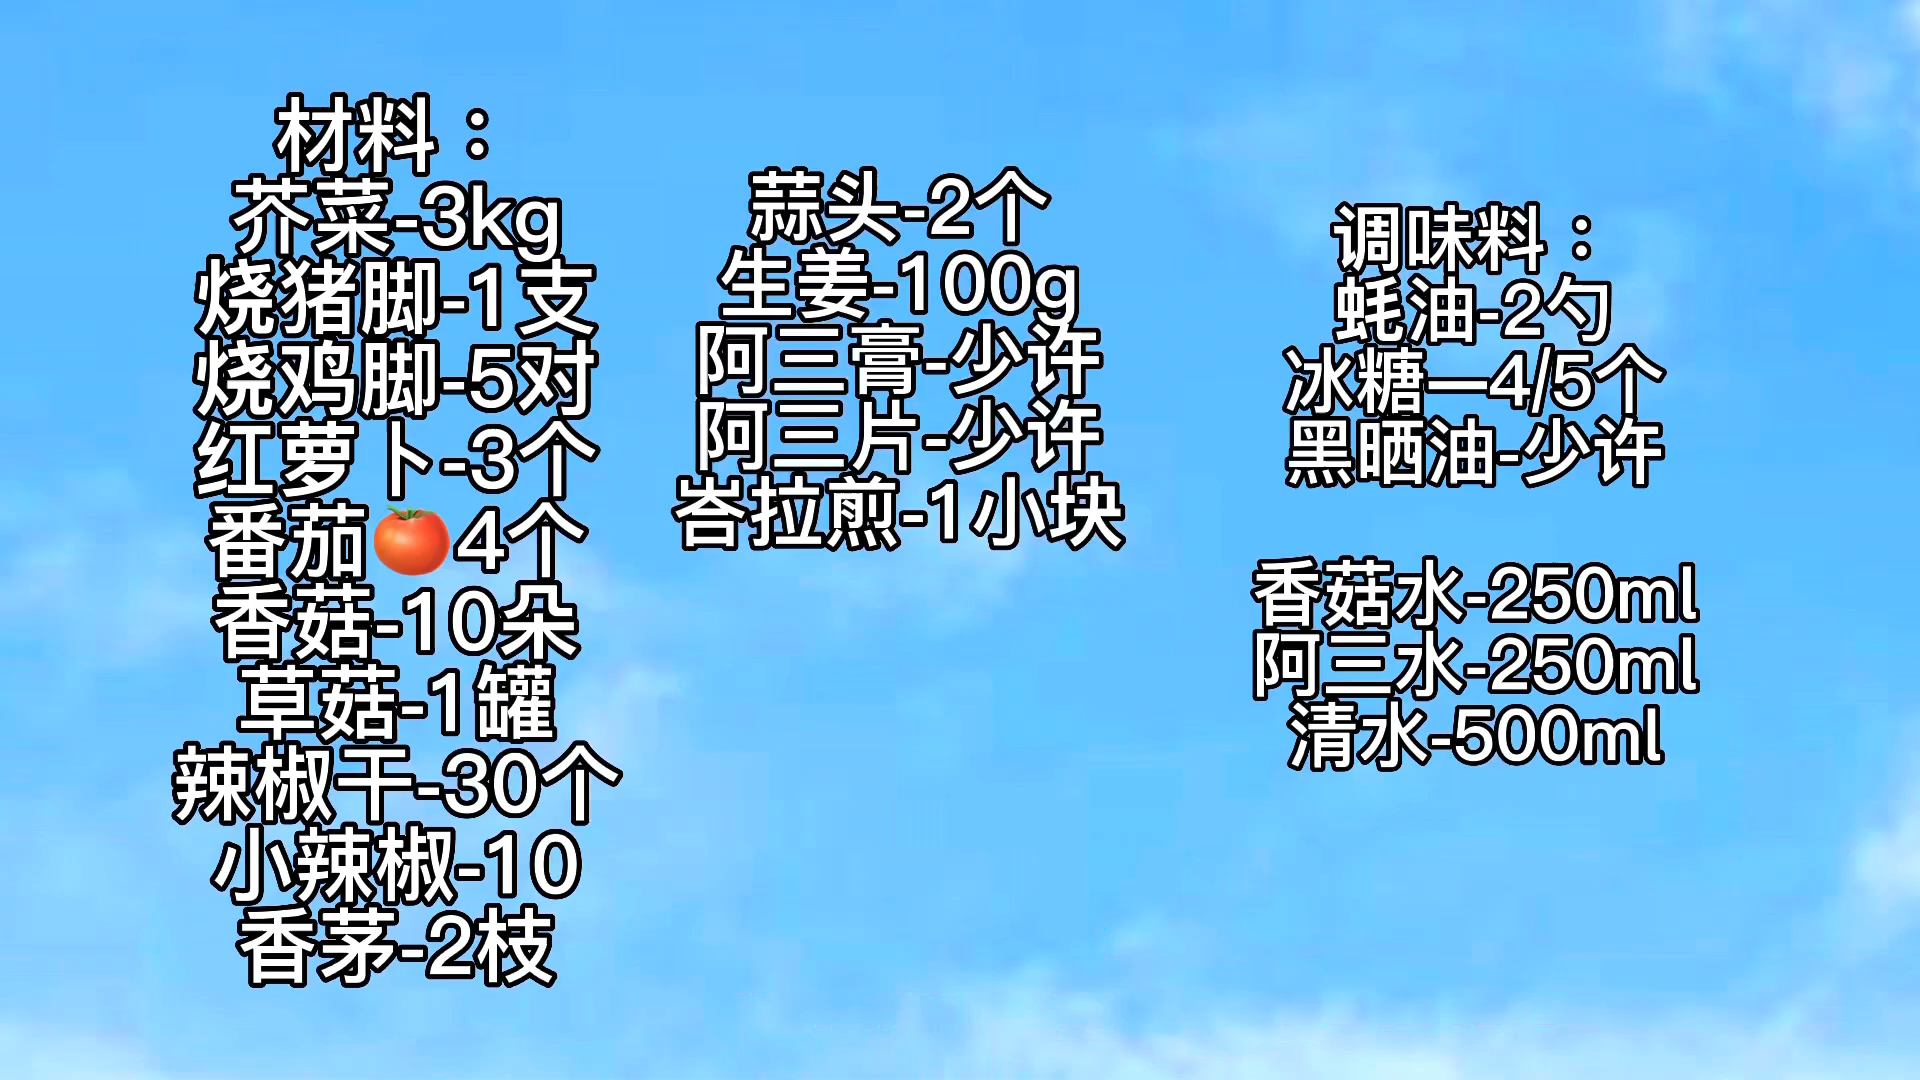 材料：
芥菜-3kg
烧猪脚-1支
烧鸡脚-5对
红萝卜-3个
番茄🍅4个
香菇-10朵
草菇-1罐
辣椒干-30个
小辣椒-10
香茅-2枝
蒜头-2个
生姜-100g
阿三膏-少许
阿三片-少许
峇拉煎-1小块
调味料：
蚝油-2勺
冰糖—4/5个
黑晒油-少许
香菇水-250ml
阿三水-250ml
清水-500ml